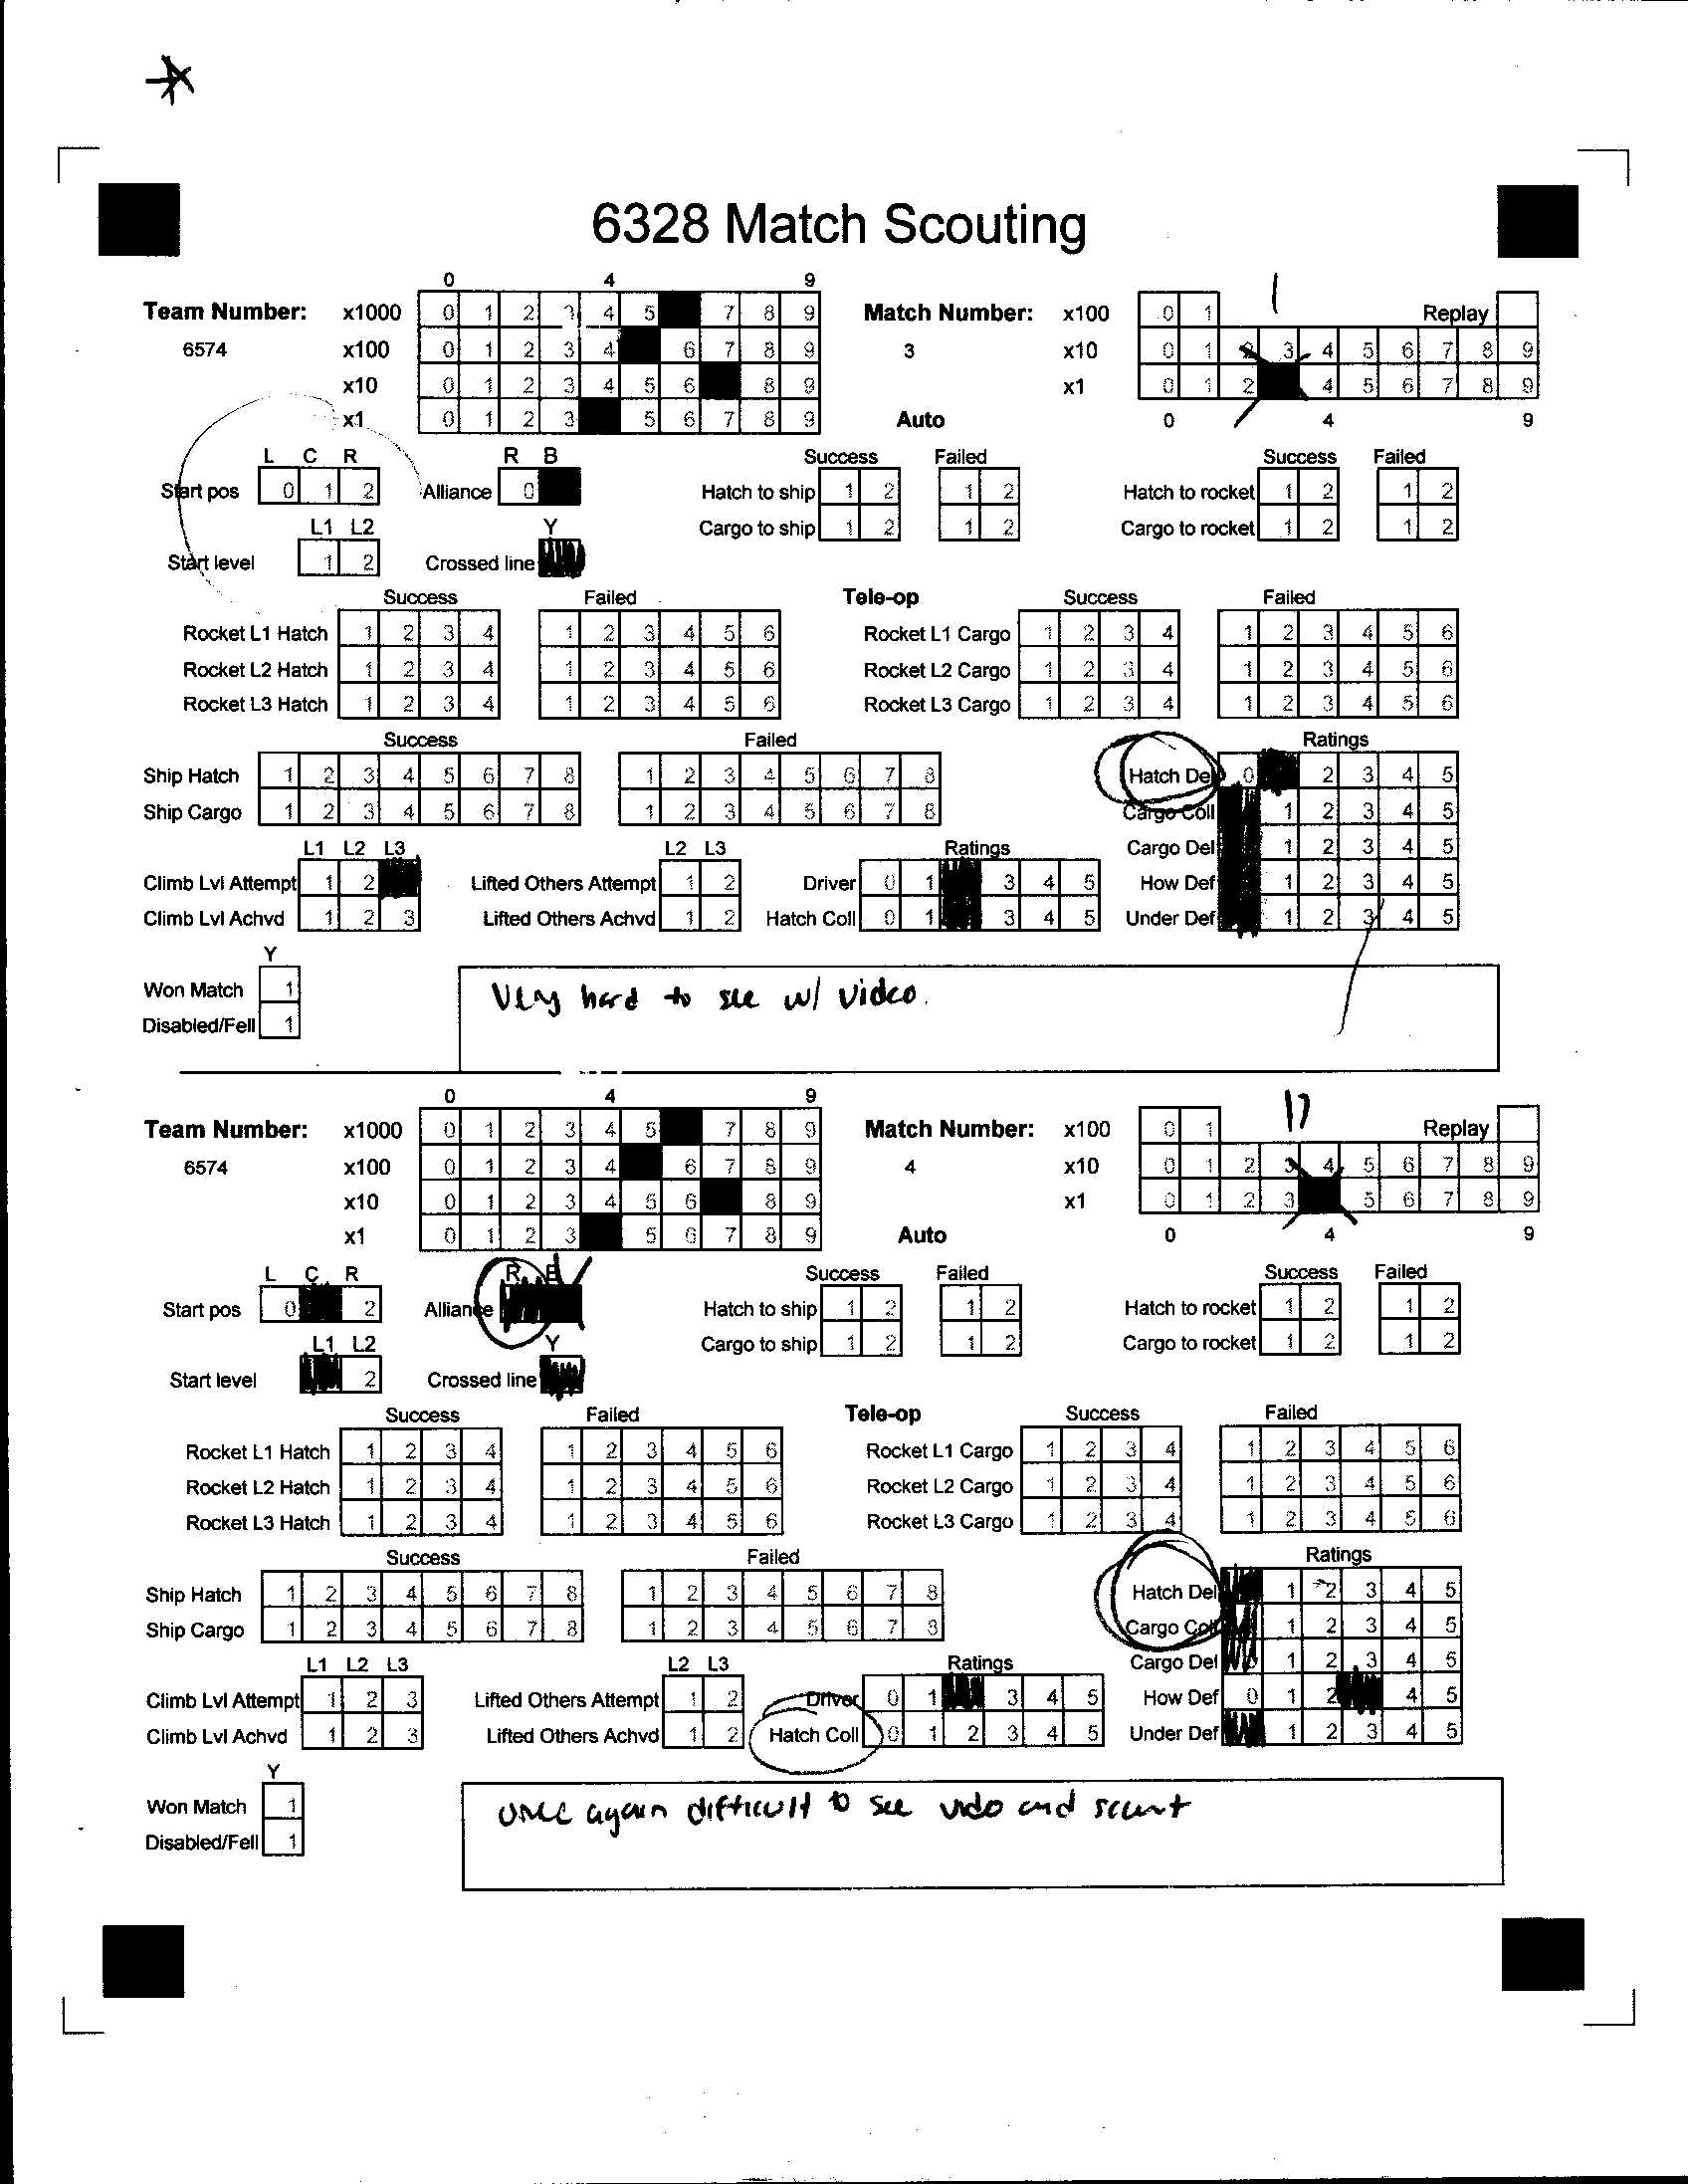 6328 Match Scouting
0 4 9
Team Number: x1000 0 1 2 3 4 5 7 8 9 Match Number: x100 0 1 Replay
6574 x100 0 1 2 3 4 6 7 8 9 3 x10 0 1 2 3 4 5 6 7 8 9
x10 0 1 2 3 4 5 6 8 9 x1 0 1 2 4 5 6 7 8 9
x1 0 1 2 3 5 6 7 8 9 Auto 0 4 9
L C R R B Success Failed Success Failed
Start pos 0 1 2 Alliance 0 Hatch to ship 1 2 1 2 Hatch to rocket 1 2 1 2
L1 L2 Y Cargo to ship 1 2 1 2 Cargo to rocket 1 2 1 2
Start level 1 2 Crossed line
Success Failed Tele-op Success Failed
Rocket L1 Hatch 1 2 3 4 1 2 3 4 5 6 Rocket L1 Cargo 1 2 3 4 1 2 3 4 5 6
Rocket L2 Hatch 1 2 3 4 1 2 3 4 5 6 Rocket L2 Cargo 1 2 3 4 1 2 3 4 5 6
Rocket L3 Hatch 1 2 3 4 1 2 3 4 5 6 Rocket L3 Cargo 1 2 3 4 1 2 3 4 5 6
Success Failed Ratings
Ship Hatch 1 2 3 4 5 6 7 8 1 2 3 4 5 6 7 8 Hatch Del 0 2 3 4 5
Ship Cargo 1 2 3 4 5 6 7 8 1 2 3 4 5 6 7 8 Cargo Coll 1 2 3 4 5
L1 L2 L3 L2 L3 Ratings Cargo Del 1 2 3 4 5
Climb Lvl Attempt 1 2 Lifted Others Attempt 1 2 Driver 0 1 3 4 5 How Def 1 2 3 4 5
Climb Lvl Achvd 1 2 3 Lifted Others Achvd 1 2 Hatch Coll 0 1 3 4 5 Under Def 1 2 3 4 5
Y
Won Match 1
Disabled/Fell 1
Very hard to see w/ video.
0 4 9 17
Team Number: x1000 0 1 2 3 4 5 7 8 9 Match Number: x100 0 1 Replay
6574 x100 0 1 2 3 4 6 7 8 9 4 x10 0 1 2 3 4 5 6 7 8 9
x10 0 1 2 3 4 5 6 8 9 x1 0 1 2 3 5 6 7 8 9
x1 0 1 2 3 5 6 7 8 9 Auto 0 4 9
L C R R B Success Failed Success Failed
Start pos 0 2 Alliance Hatch to ship 1 2 1 2 Hatch to rocket 1 2 1 2
L1 L2 Y Cargo to ship 1 2 1 2 Cargo to rocket 1 2 1 2
Start level 2 Crossed line
Success Failed Tele-op Success Failed
Rocket L1 Hatch 1 2 3 4 1 2 3 4 5 6 Rocket L1 Cargo 1 2 3 4 1 2 3 4 5 6
Rocket L2 Hatch 1 2 3 4 1 2 3 4 5 6 Rocket L2 Cargo 1 2 3 4 1 2 3 4 5 6
Rocket L3 Hatch 1 2 3 4 1 2 3 4 5 6 Rocket L3 Cargo 1 2 3 4 1 2 3 4 5 6
Success Failed Ratings
Ship Hatch 1 2 3 4 5 6 7 8 1 2 3 4 5 6 7 8 Hatch Del 1 2 3 4 5
Ship Cargo 1 2 3 4 5 6 7 8 1 2 3 4 5 6 7 8 Cargo Coll 1 2 3 4 5
L1 L2 L3 L2 L3 Ratings Cargo Del 1 2 3 4 5
Climb Lvl Attempt 1 2 3 Lifted Others Attempt 1 2 Driver 0 1 3 4 5 How Def 0 1 2 4 5
Climb Lvl Achvd 1 2 3 Lifted Others Achvd 1 2 Hatch Coll 0 1 2 3 4 5 Under Def 1 2 3 4 5
Y
Won Match 1
Disabled/Fell 1
once again difficult to see vido and scout